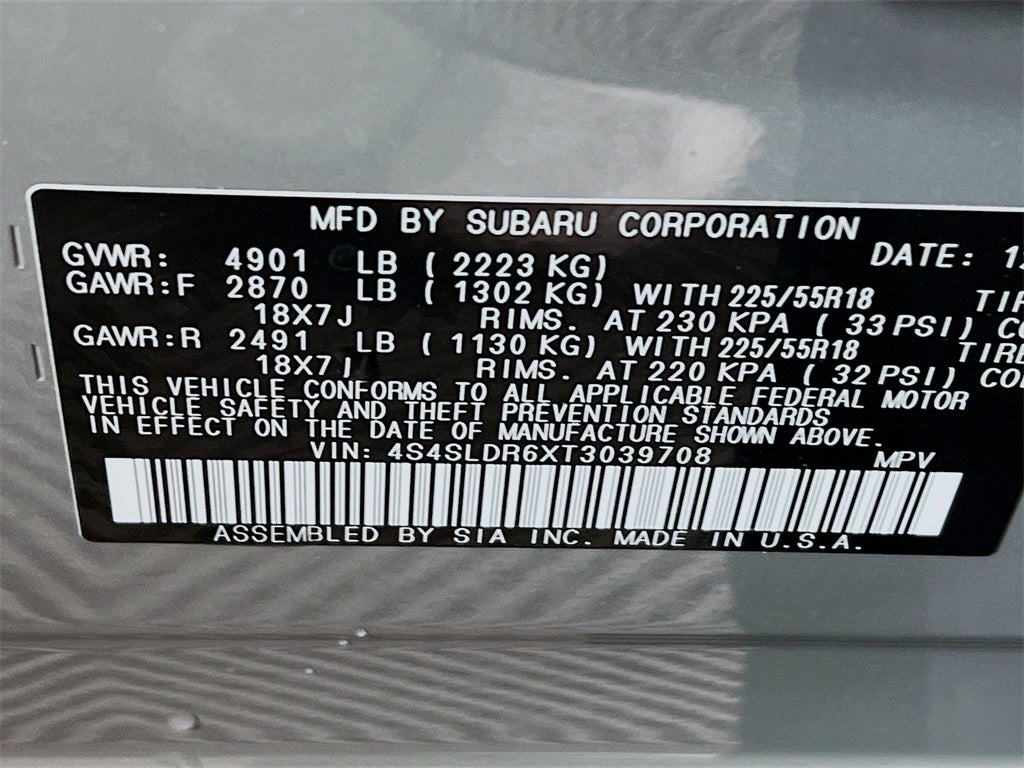 MFD BY SUBARU CORPORATION
GVWR: 4901 LB ( 2223 KG) DATE:
GAWR:F 2870 LB ( 1302 KG) WITH 225/55R18
18X7J RIMS. AT 230 KPA ( 33 PSI)
GAWR:R 2491 LB ( 1130 KG) WITH 225/55R18
18X7J RIMS. AT 220 KPA ( 32 PSI)
THIS VEHICLE CONFORMS TO ALL APPLICABLE FEDERAL MOTOR
VEHICLE SAFETY AND THEFT PREVENTION STANDARDS
IN EFFECT ON THE DATE OF MANUFACTURE SHOWN ABOVE.
VIN: 4S4SLDR6XT3039708 MPV
ASSEMBLED BY SIA INC. MADE IN U.S.A.